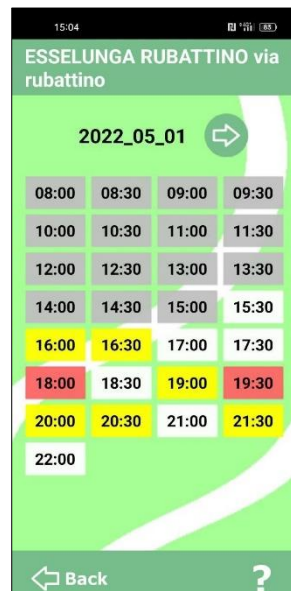 15:04
83
ESSELUNGA RUBATTINO via
rubattino
2022_05_01
08:00 08:30 09:00 09:30
10:00 10:30 11:00 11:30
12:00 12:30 13:00 13:30
14:00 14:30 15:00 15:30
16:00 16:30 17:00 17:30
18:00 18:30 19:00 19:30
20:00 20:30 21:00 21:30
22:00
Back ?